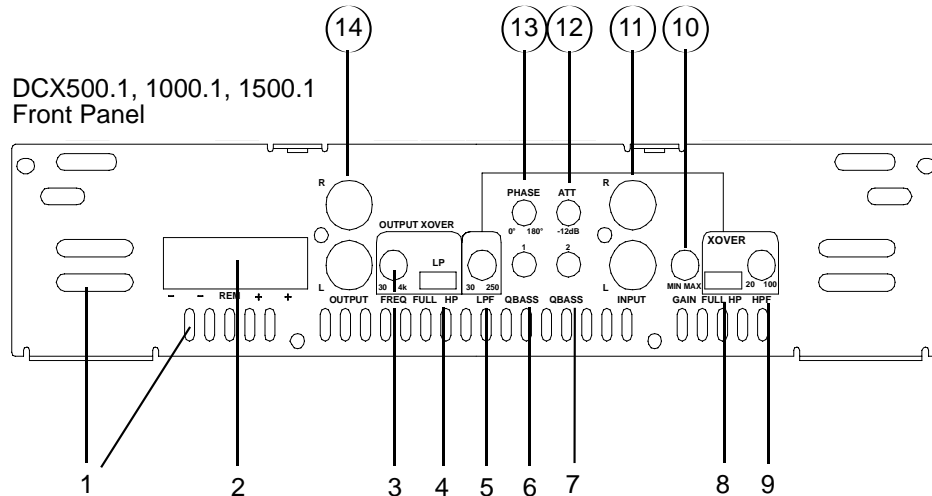 14 13 12 11 10
DCX500.1, 1000.1, 1500.1
Front Panel
R PHASE ATT R
OUTPUT XOVER 0° 180° -12dB XOVER
LP 1 2
30 4k 30 250 MIN MAX 20 100
L L
− − REM + + OUTPUT FREQ FULL HP LPF QBASS QBASS INPUT GAIN FULL HP HPF
1 2 3 4 5 6 7 8 9